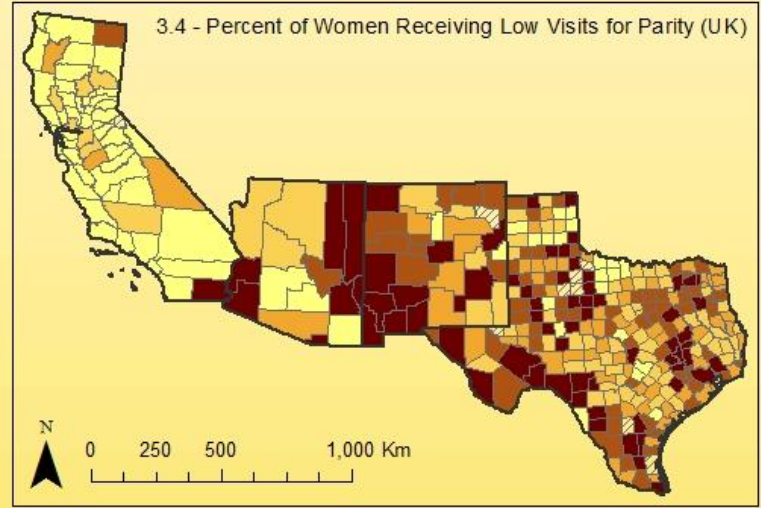 3.4 - Percent of Women Receiving Low Visits for Parity (UK)
N
0 250 500 1,000 Km